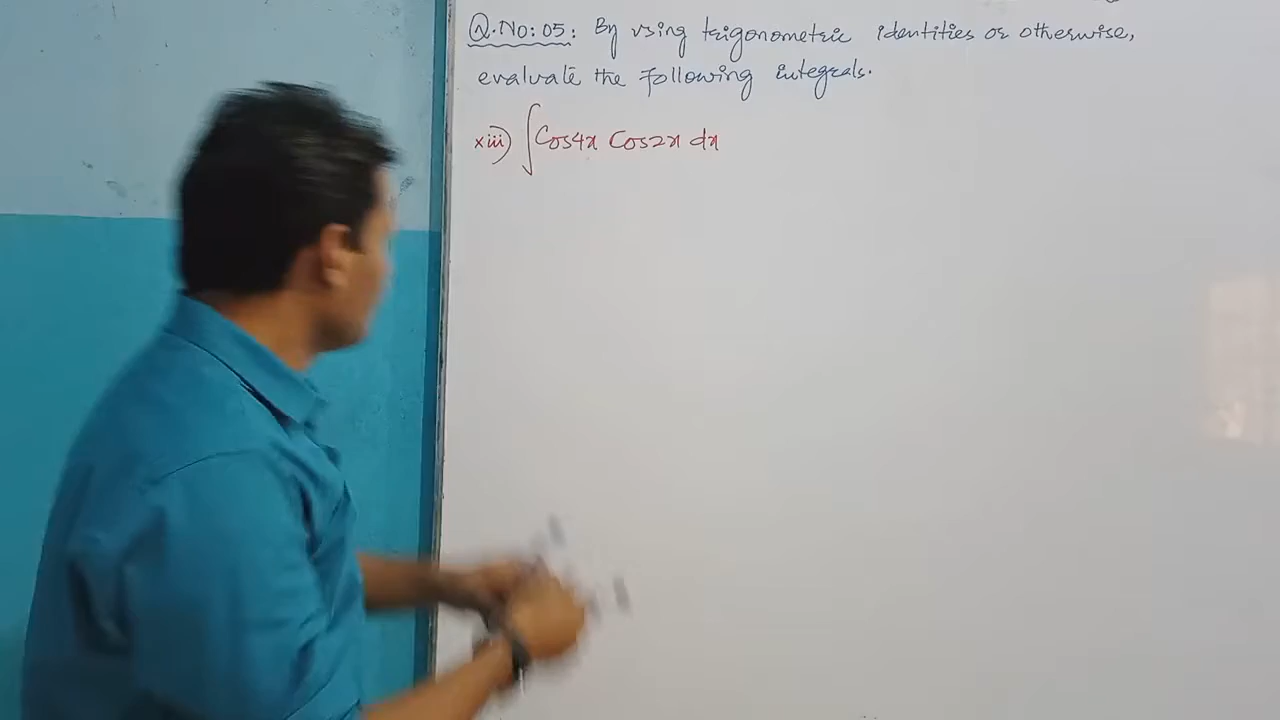 Q.No: 05: By using trigonometric identities or otherwise,
evaluate the following integrals.
xiii) ∫Cos4x Cos2x dx